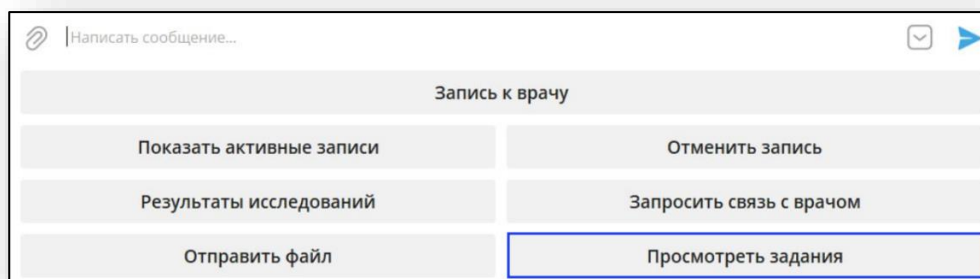 Написать сообщение...
Запись к врачу
Показать активные записи
Отменить запись
Результаты исследований
Запросить связь с врачом
Отправить файл
Просмотреть задания